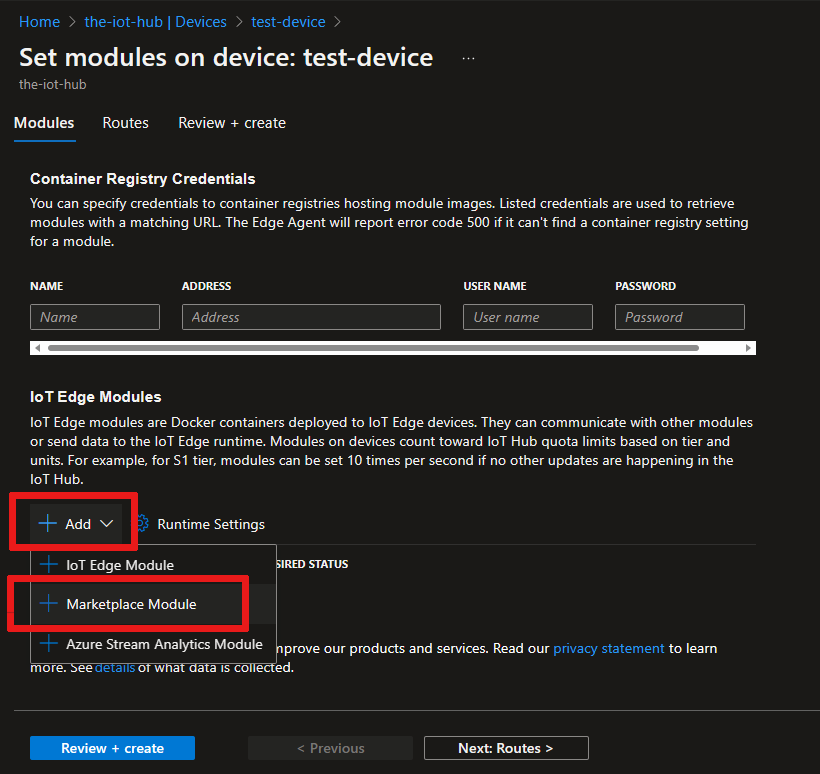 Home > the-iot-hub | Devices > test-device >
Set modules on device: test-device ...
the-iot-hub
Modules Routes Review + create
Container Registry Credentials
You can specify credentials to container registries hosting module images. Listed credentials are used to retrieve
modules with a matching URL. The Edge Agent will report error code 500 if it can't find a container registry setting
for a module.
NAME ADDRESS USER NAME PASSWORD
Name Address User name Password
IoT Edge Modules
IoT Edge modules are Docker containers deployed to IoT Edge devices. They can communicate with other modules
or send data to the IoT Edge runtime. Modules on devices count toward IoT Hub quota limits based on tier and
units. For example, for S1 tier, modules can be set 10 times per second if no other updates are happening in the
IoT Hub.
+ Add Runtime Settings
+ IoT Edge Module
SIRED STATUS
+ Marketplace Module
+ Azure Stream Analytics Module
mprove our products and services. Read our privacy statement to learn
more. See details of what data is collected.
Review + create < Previous Next: Routes >